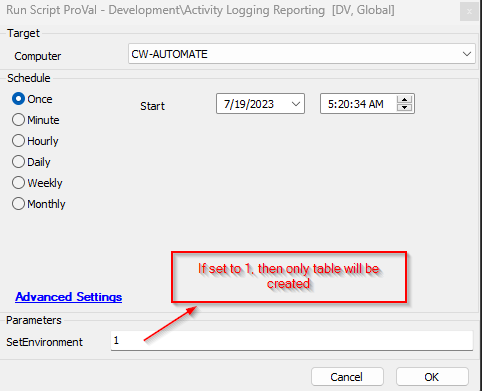 Run Script ProVal - Development\Activity Logging Reporting [DV, Global]
x
Target
Computer
CW-AUTOMATE
Schedule
Once
Start
7/19/2023
5:20:34 AM
Minute
Hourly
Daily
Weekly
Monthly
If set to 1, then only table will be
created
Advanced Settings
Parameters
SetEnvironment
1
Cancel
OK